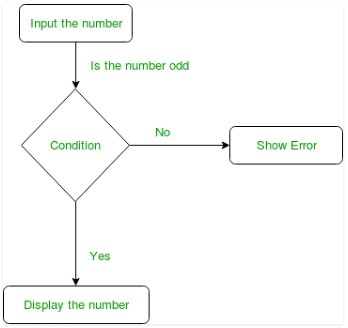 Input the number
Is the number odd
Condition
No
Show Error
Yes
Display the number